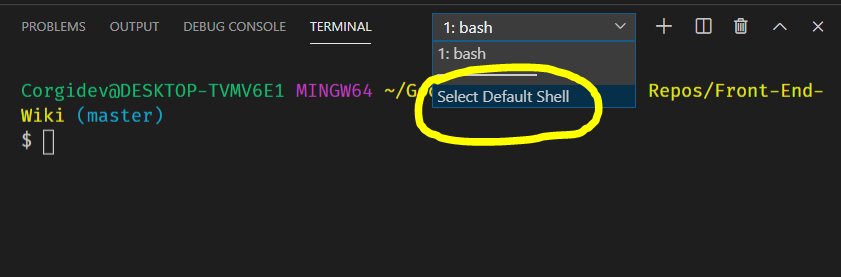 PROBLEMS OUTPUT DEBUG CONSOLE TERMINAL 1: bash
1: bash
Select Default Shell
Corgidev@DESKTOP-TVMV6E1 MINGW64 ~/G Repos/Front-End-
Wiki (master)
$